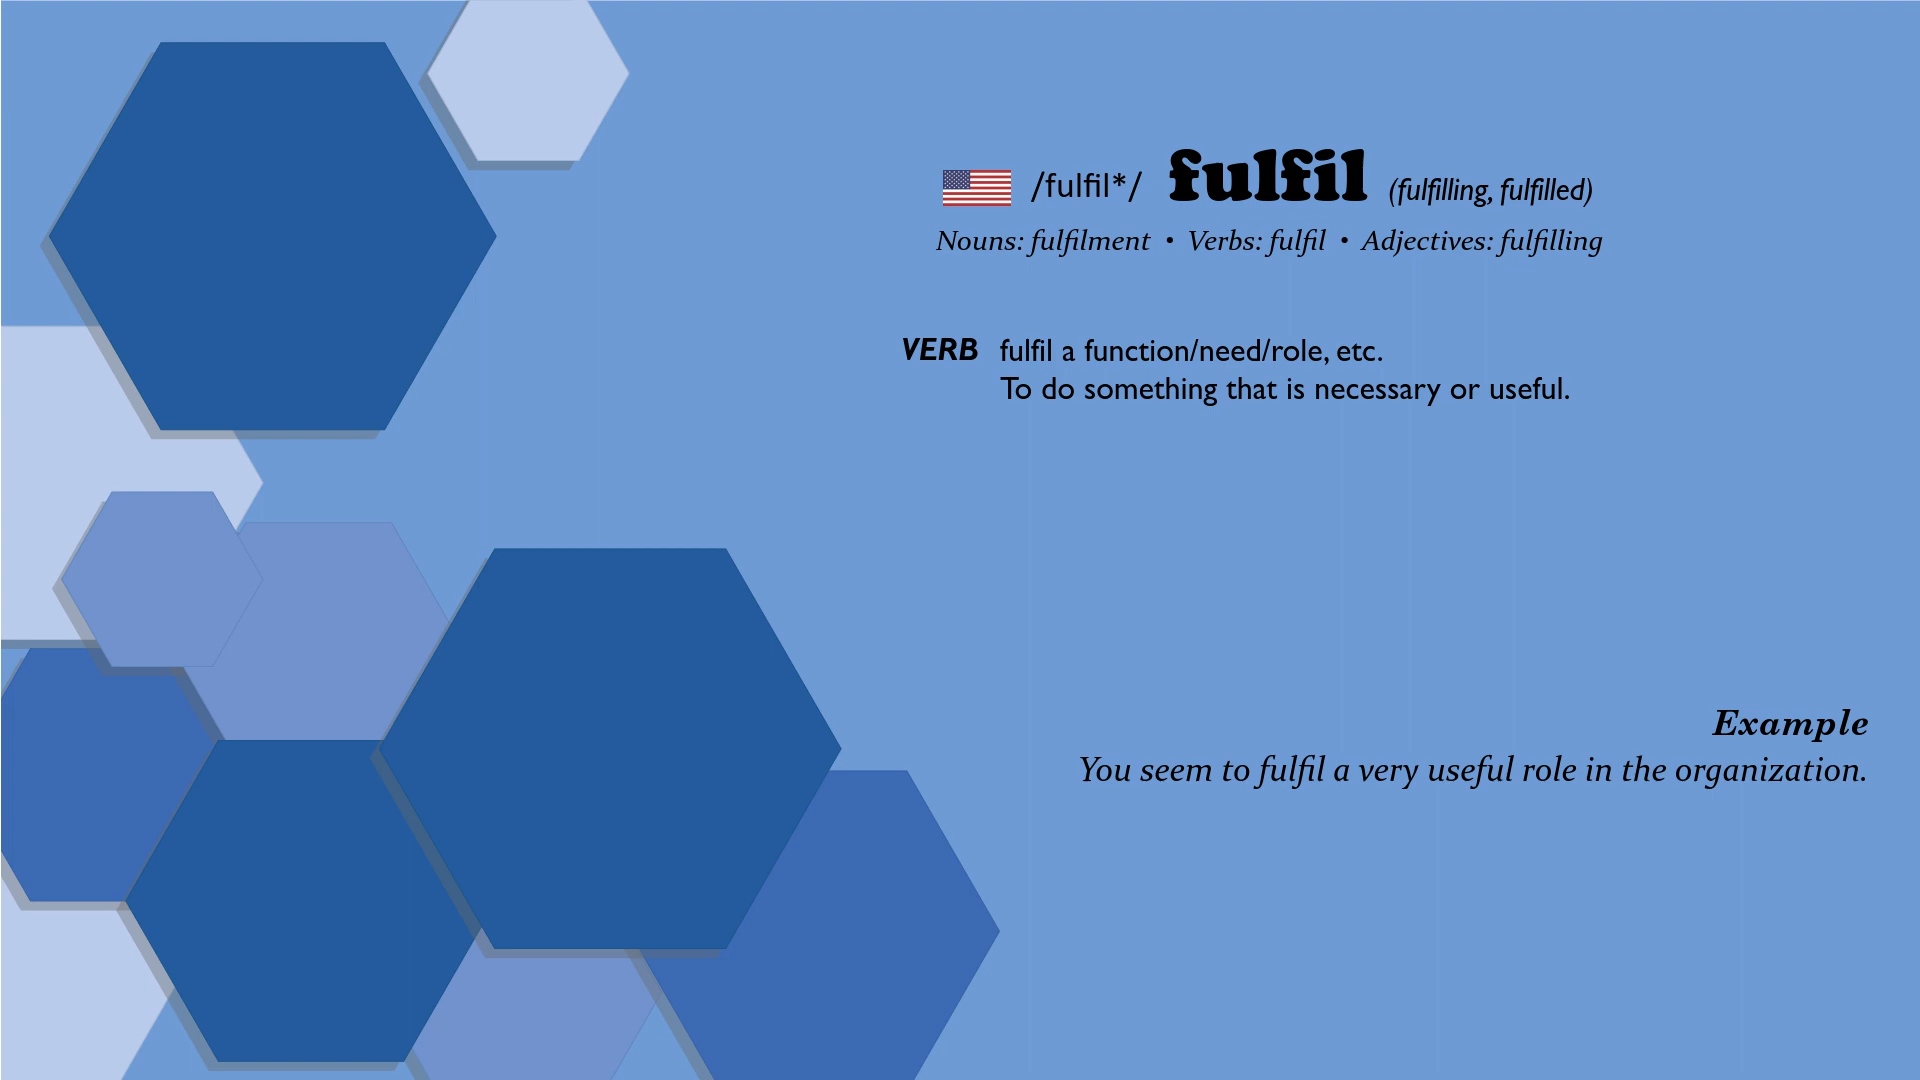 /fulfil*/ fulfil (fulfilling, fulfilled)
Nouns: fulfilment • Verbs: fulfil • Adjectives: fulfilling
VERB fulfil a function/need/role, etc.
To do something that is necessary or useful.
Example
You seem to fulfil a very useful role in the organization.